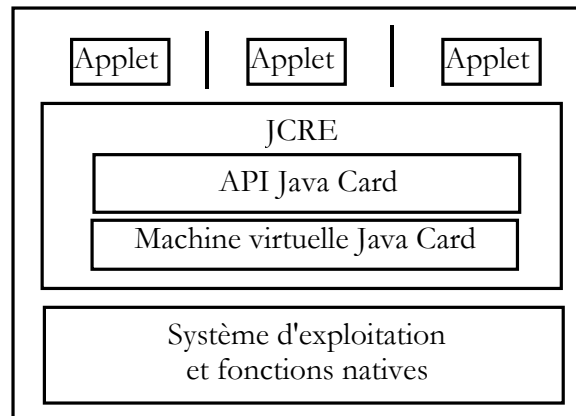 Applet Applet Applet
JCRE
API Java Card
Machine virtuelle Java Card
Système d'exploitation
et fonctions natives